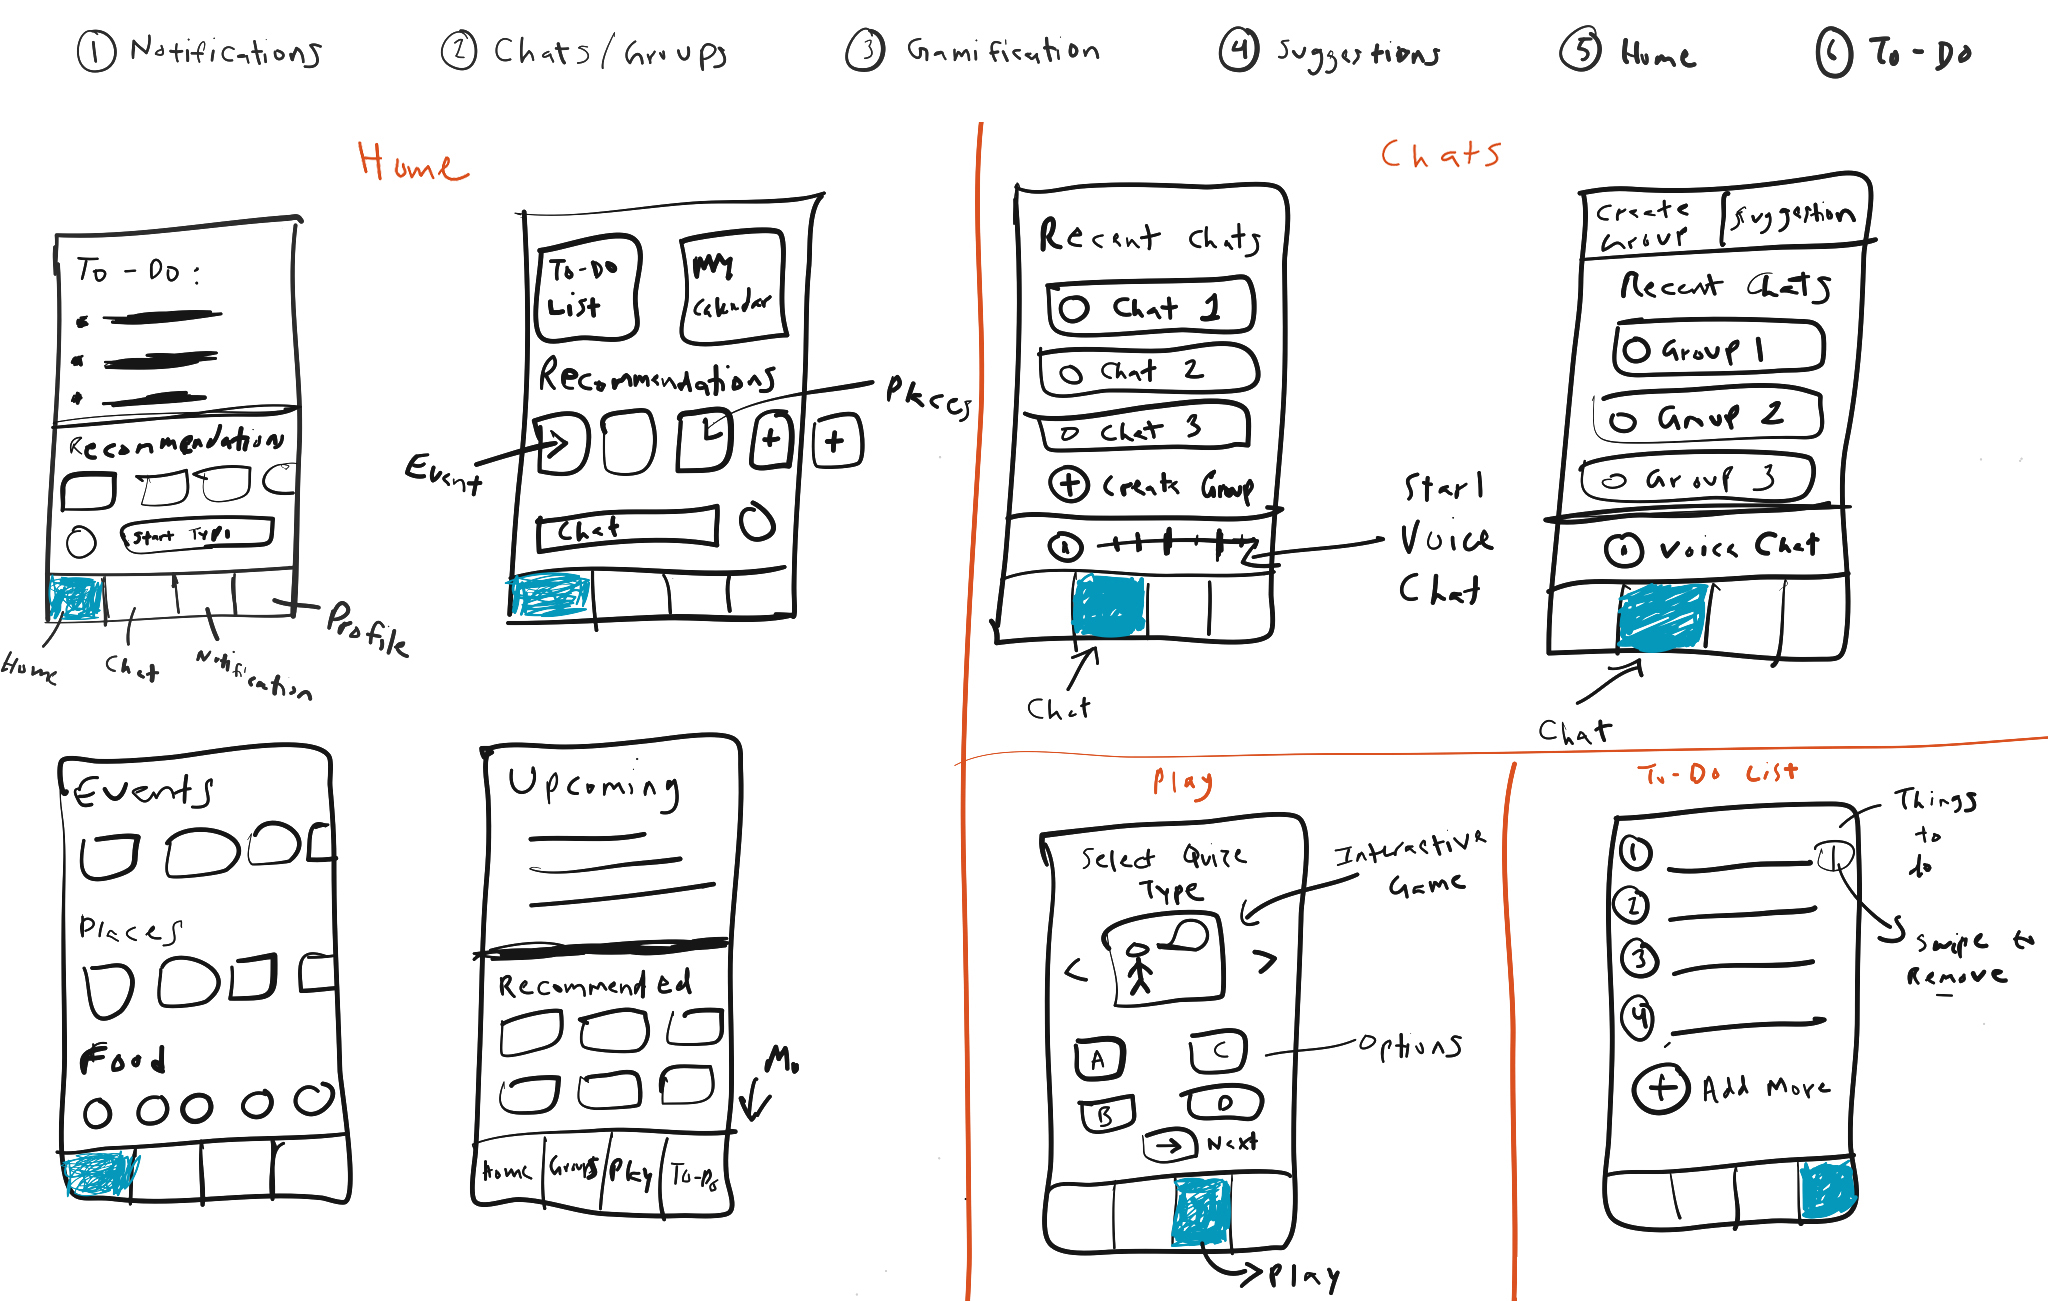 ① Notifications
② Chats/Groups
③ Gamification
④ Suggestions
⑤ Home
⑥ To-Do
Home
To-Do:
Recommendation
Start Typi
Home
Chat
Notification
Profile
To-Do
List
My
Calendar
Recommendations
Places
Event
Chat
Events
Places
Food
Upcoming
Recommended
Home
Groups
Play
To-Do
Chats
Recent Chats
Chat 1
Chat 2
Chat 3
+ Create Group
Start
Voice
Chat
Chat
Create
Group
Suggestion
Recent Chats
Group 1
Group 2
Group 3
Voice Chat
Chat
Play
Select Quize
Type
Interactive
Game
<
>
A
C
B
D
Options
→ Next
Play
To-Do List
Things
to
do
1
2
3
4
Swipe to
Remove
+ Add More